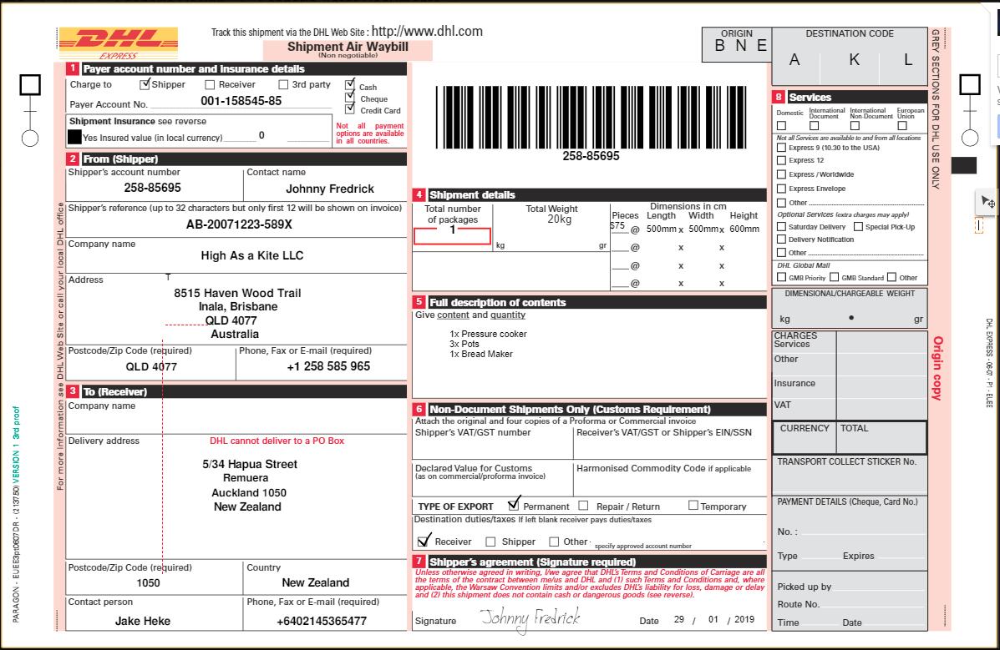 DHL
EXPRESS
Track this shipment via the DHL Web Site : http://www.dhl.com
Shipment Air Waybill
(Non negotiable)
ORIGIN
B N E
DESTINATION CODE
A K L
1 Payer account number and Insurance details
Charge to Shipper Receiver 3rd party Cash
Cheque
Credit Card
Payer Account No. 001-158545-85
Shipment Insurance see reverse
Yes Insured value (in local currency) 0
Not all payment
options are available
in all countries.
2 From (Shipper)
Shipper's account number
258-85695
Contact name
Johnny Fredrick
Shipper's reference (up to 32 characters but only first 12 will be shown on invoice)
AB-20071223-589X
Company name
High As a Kite LLC
Address
8515 Haven Wood Trail
Inala, Brisbane
QLD 4077
Australia
Postcode/Zip Code (required)
QLD 4077
Phone, Fax or E-mail (required)
+1 258 585 965
3 To (Receiver)
Company name
Delivery address
DHL cannot deliver to a PO Box
5/34 Hapua Street
Remuera
Auckland 1050
New Zealand
Postcode/Zip Code (required)
1050
Country
New Zealand
Contact person
Jake Heke
Phone, Fax or E-mail (required)
+6402145365477
258-85695
4 Shipment details
Total number
of packages
1
Total Weight
20kg
kg gr
Dimensions in cm
Pieces Length Width Height
575 @ 500mm x 500mm x 600mm
@ x x
@ x x
@ x x
5 Full description of contents
Give content and quantity
1x Pressure cooker
3x Pots
1x Bread Maker
6 Non-Document Shipments Only (Customs Requirement)
Attach the original and four copies of a Proforma or Commercial invoice
Shipper's VAT/GST number
Receiver's VAT/GST or Shipper's EIN/SSN
Declared Value for Customs
(as on commercial/proforma invoice)
Harmonised Commodity Code if applicable
TYPE OF EXPORT Permanent Repair / Return Temporary
Destination duties/taxes If left blank receiver pays duties/taxes
Receiver Shipper Other specify approved account number
7 Shipper's agreement (Signature required)
Unless otherwise agreed in writing, I/we agree that DHL's Terms and Conditions of Carriage are all
the terms of the contract between me/us and DHL and (1) such Terms and Conditions and, where
applicable, the Warsaw Convention limits and/or excludes DHL's liability for loss, damage or delay
and (2) this shipment does not contain cash or dangerous goods (see reverse).
Signature Johnny Fredrick Date 29 / 01 / 2019
8 Services
Domestic
International Document
International Non-Document
European Union
Not all Services are available to and from all locations
Express 9 (10.30 to the USA)
Express 12
Express / Worldwide
Express Envelope
Other
Optional Services (extra charges may apply)
Saturday Delivery Special Pick-Up
Delivery Notification
Other
DHL Global Mail
GMB Priority GMB Standard Other
DIMENSIONAL/CHARGEABLE WEIGHT
kg • gr
CHARGES
Services
Other
Insurance
VAT
CURRENCY TOTAL
TRANSPORT COLLECT STICKER No.
PAYMENT DETAILS (Cheque, Card No.)
No. :
Type Expires
Picked up by
Route No.
Time Date
GREY SECTIONS FOR DHL USE ONLY
Origin copy
DHL EXPRESS - 06-07 - P1 - EUEE
For more information see DHL Web Site or call your local DHL office
PARAGON - EUEE3pt0607DR - (213750) VERSION 1 3rd proof